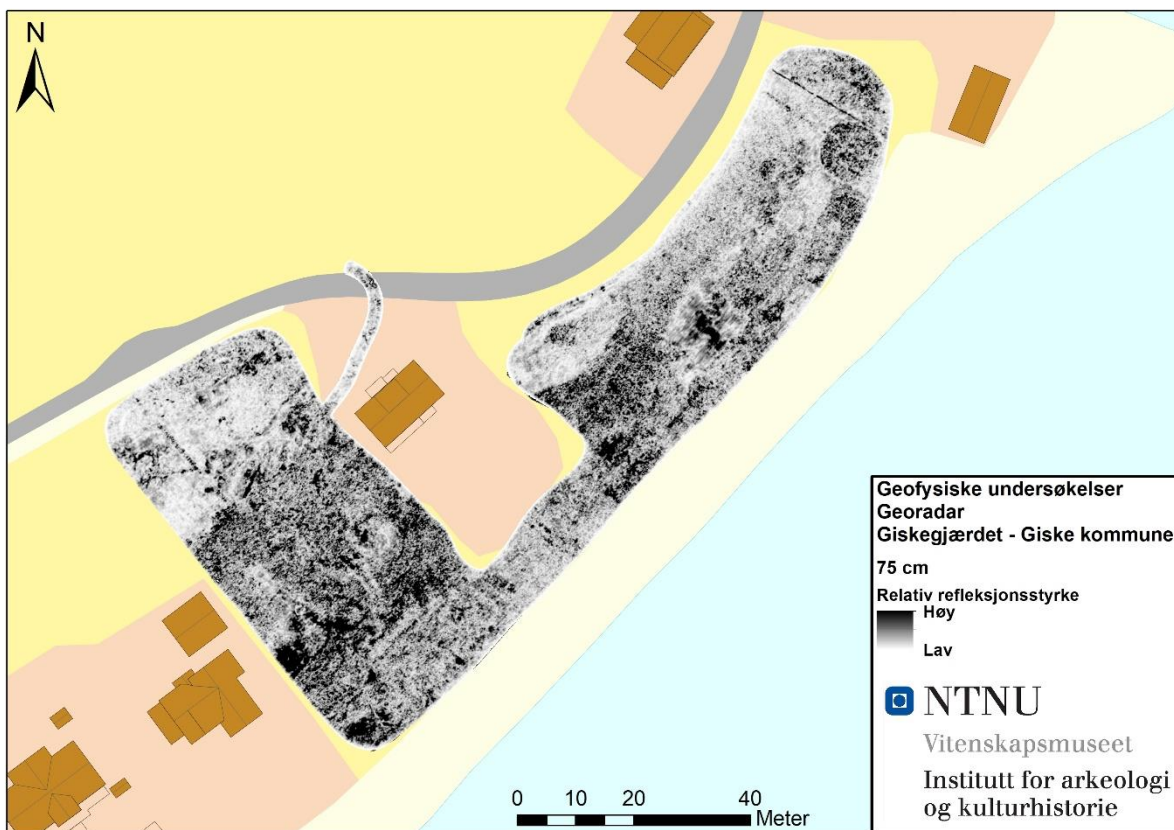 N
Geofysiske undersøkelser
Georadar
Giskegjærdet - Giske kommune
75 cm
Relativ refleksjonsstyrke
Høy
Lav
NTNU
Vitenskapsmuseet
Institutt for arkeologi
og kulturhistorie
0 10 20 40
Meter